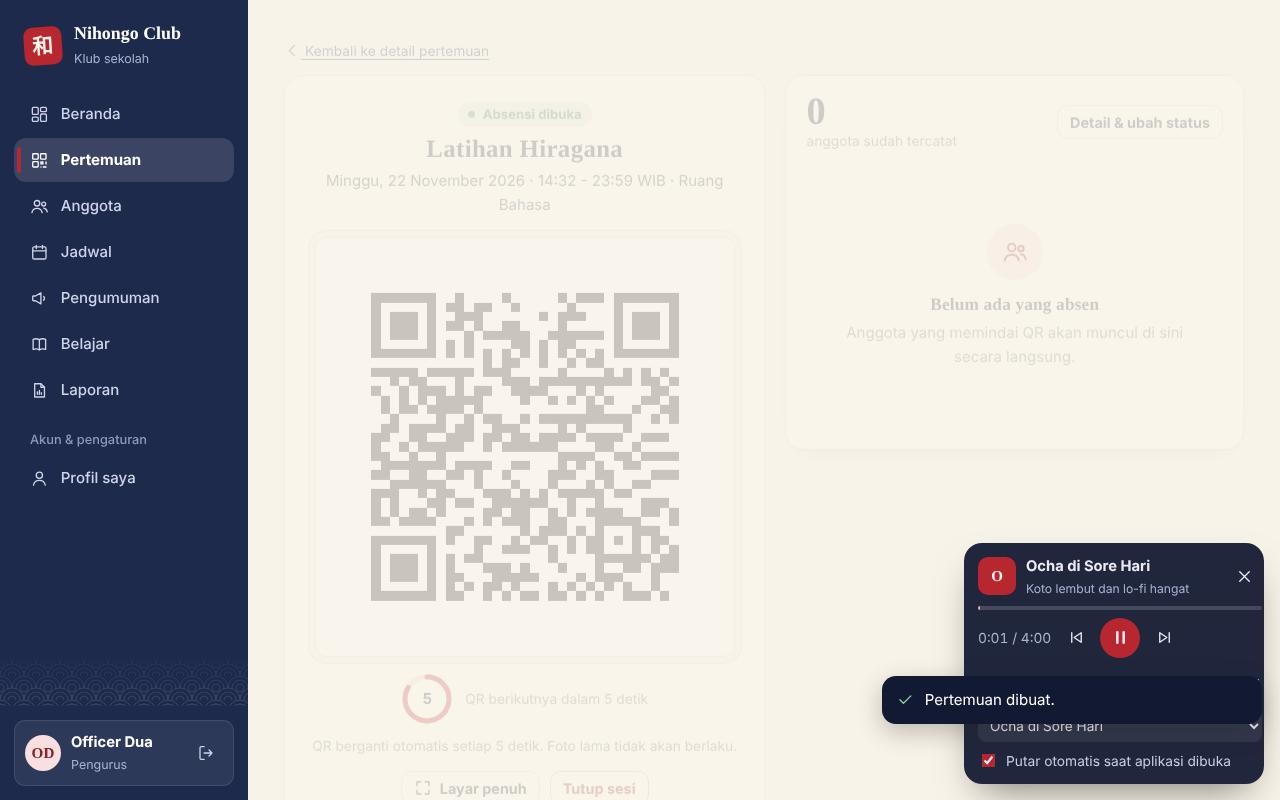 和
Nihongo Club
Klub sekolah
Beranda
Pertemuan
Anggota
Jadwal
Pengumuman
Belajar
Laporan
Akun & pengaturan
Profil saya
OD
Officer Dua
Pengurus
Kembali ke detail pertemuan
Absensi dibuka
Latihan Hiragana
Minggu, 22 November 2026 · 14:32 - 23:59 WIB · Ruang
Bahasa
5
QR berikutnya dalam 5 detik
QR berganti otomatis setiap 5 detik. Foto lama tidak akan berlaku.
Layar penuh
Tutup sesi
0
anggota sudah tercatat
Detail & ubah status
Belum ada yang absen
Anggota yang memindai QR akan muncul di sini
secara langsung.
O
Ocha di Sore Hari
Koto lembut dan lo-fi hangat
0:01 / 4:00
Pertemuan dibuat.
Ocha di Sore Hari
Putar otomatis saat aplikasi dibuka